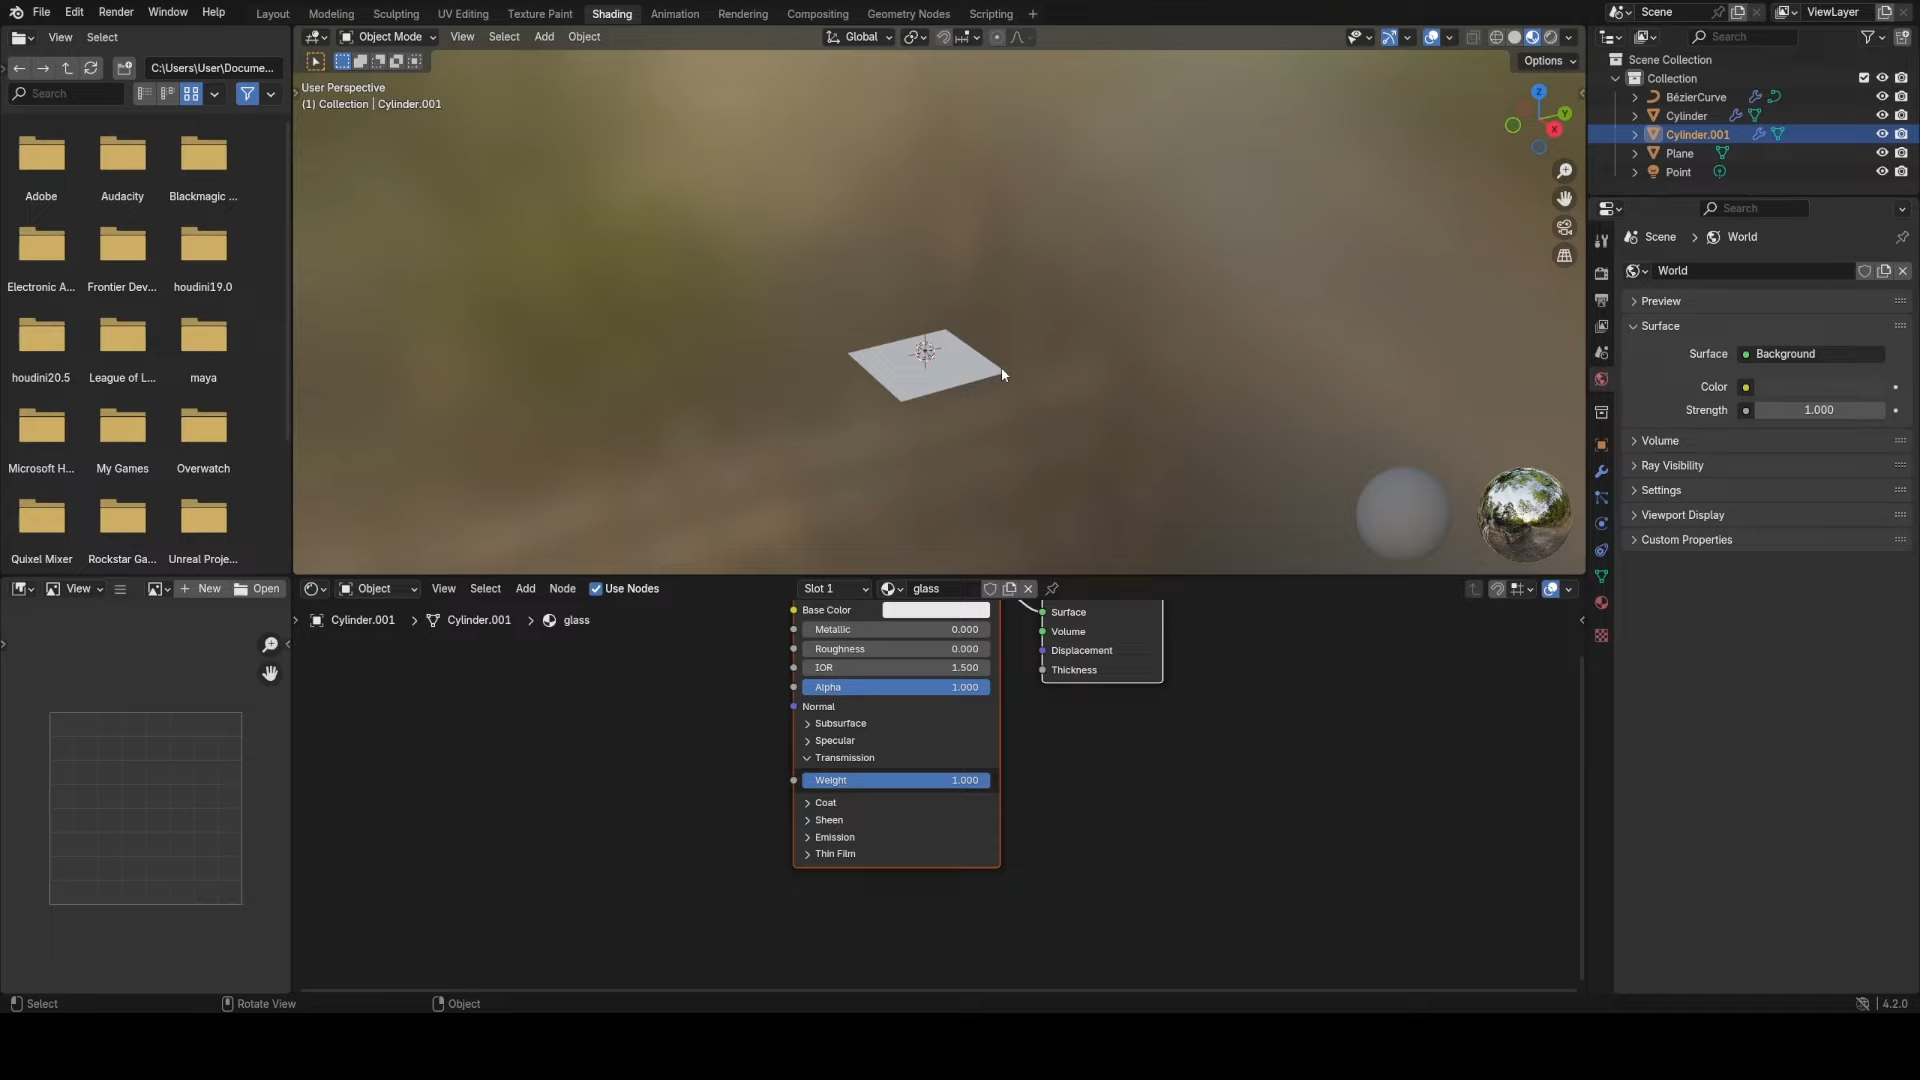 File Edit Render Window Help
Layout Modeling Sculpting UV Editing Texture Paint Shading Animation Rendering Compositing Geometry Nodes Scripting +
Scene
ViewLayer
View Select
Object Mode View Select Add Object
Global
Search
C:\Users\User\Docume...
Options
Scene Collection
Collection
BézierCurve
Cylinder
Cylinder.001
Plane
Point
Search
User Perspective
(1) Collection | Cylinder.001
Z
Y
X
Adobe Audacity Blackmagic ...
Electronic A... Frontier Dev... houdini19.0
houdini20.5 League of L... maya
Microsoft H... My Games Overwatch
Quixel Mixer Rockstar Ga... Unreal Proje...
Search
Scene > World
World
Preview
Surface
Surface Background
Color
Strength 1.000
Volume
Ray Visibility
Settings
Viewport Display
Custom Properties
View + New Open
Object View Select Add Node Use Nodes Slot 1 glass
Cylinder.001 > Cylinder.001 > glass
Base Color
Metallic 0.000
Roughness 0.000
IOR 1.500
Alpha 1.000
Normal
Subsurface
Specular
Transmission
Weight 1.000
Coat
Sheen
Emission
Thin Film
Surface
Volume
Displacement
Thickness
Select Rotate View Object 4.2.0